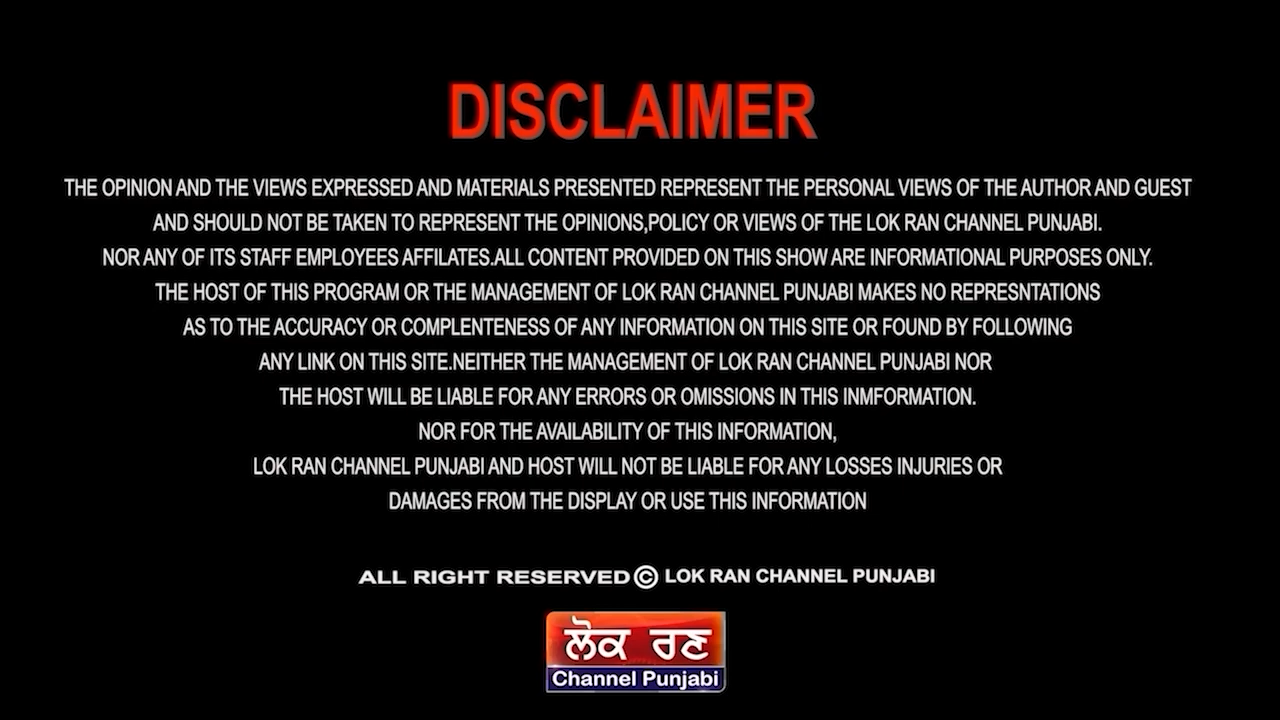 DISCLAIMER
THE OPINION AND THE VIEWS EXPRESSED AND MATERIALS PRESENTED REPRESENT THE PERSONAL VIEWS OF THE AUTHOR AND GUEST
AND SHOULD NOT BE TAKEN TO REPRESENT THE OPINIONS,POLICY OR VIEWS OF THE LOK RAN CHANNEL PUNJABI.
NOR ANY OF ITS STAFF EMPLOYEES AFFILATES.ALL CONTENT PROVIDED ON THIS SHOW ARE INFORMATIONAL PURPOSES ONLY.
THE HOST OF THIS PROGRAM OR THE MANAGEMENT OF LOK RAN CHANNEL PUNJABI MAKES NO REPRESNTATIONS
AS TO THE ACCURACY OR COMPLENTENESS OF ANY INFORMATION ON THIS SITE OR FOUND BY FOLLOWING
ANY LINK ON THIS SITE.NEITHER THE MANAGEMENT OF LOK RAN CHANNEL PUNJABI NOR
THE HOST WILL BE LIABLE FOR ANY ERRORS OR OMISSIONS IN THIS INMFORMATION.
NOR FOR THE AVAILABILITY OF THIS INFORMATION,
LOK RAN CHANNEL PUNJABI AND HOST WILL NOT BE LIABLE FOR ANY LOSSES INJURIES OR
DAMAGES FROM THE DISPLAY OR USE THIS INFORMATION
ALL RIGHT RESERVED© LOK RAN CHANNEL PUNJABI
ਲੋਕ ਰਣ
Channel Punjabi